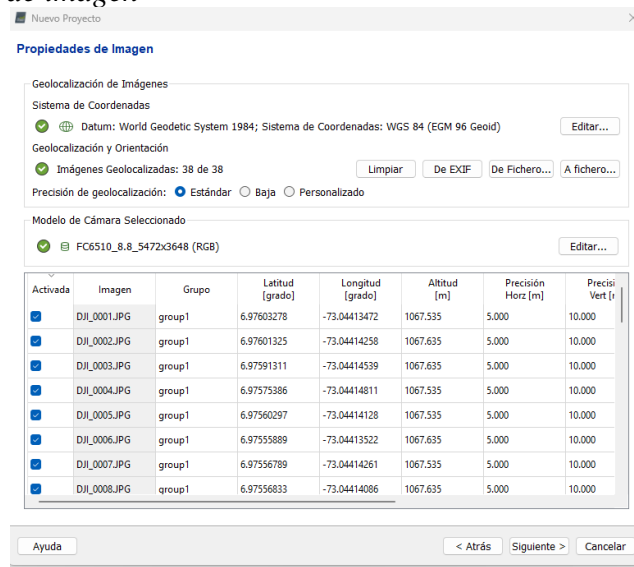 de imagen
Nuevo Proyecto
Propiedades de Imagen
Geolocalización de Imágenes
Sistema de Coordenadas
Datum: World Geodetic System 1984; Sistema de Coordenadas: WGS 84 (EGM 96 Geoid) Editar...
Geolocalización y Orientación
Imágenes Geolocalizadas: 38 de 38 Limpiar De EXIF De Fichero... A fichero...
Precisión de geolocalización: Estándar Baja Personalizado
Modelo de Cámara Seleccionado
FC6510_8.8_5472x3648 (RGB) Editar...
Activada Imagen Grupo Latitud [grado] Longitud [grado] Altitud [m] Precisión Horz [m] Precisi Vert [
DJI_0001.JPG group1 6.97603278 -73.04413472 1067.535 5.000 10.000
DJI_0002.JPG group1 6.97601325 -73.04414258 1067.535 5.000 10.000
DJI_0003.JPG group1 6.97591311 -73.04414539 1067.535 5.000 10.000
DJI_0004.JPG group1 6.97575386 -73.04414811 1067.535 5.000 10.000
DJI_0005.JPG group1 6.97560297 -73.04414128 1067.535 5.000 10.000
DJI_0006.JPG group1 6.97555889 -73.04413522 1067.635 5.000 10.000
DJI_0007.JPG group1 6.97556789 -73.04414261 1067.635 5.000 10.000
DJI_0008.JPG group1 6.97556833 -73.04414086 1067.635 5.000 10.000
Ayuda < Atrás Siguiente > Cancelar